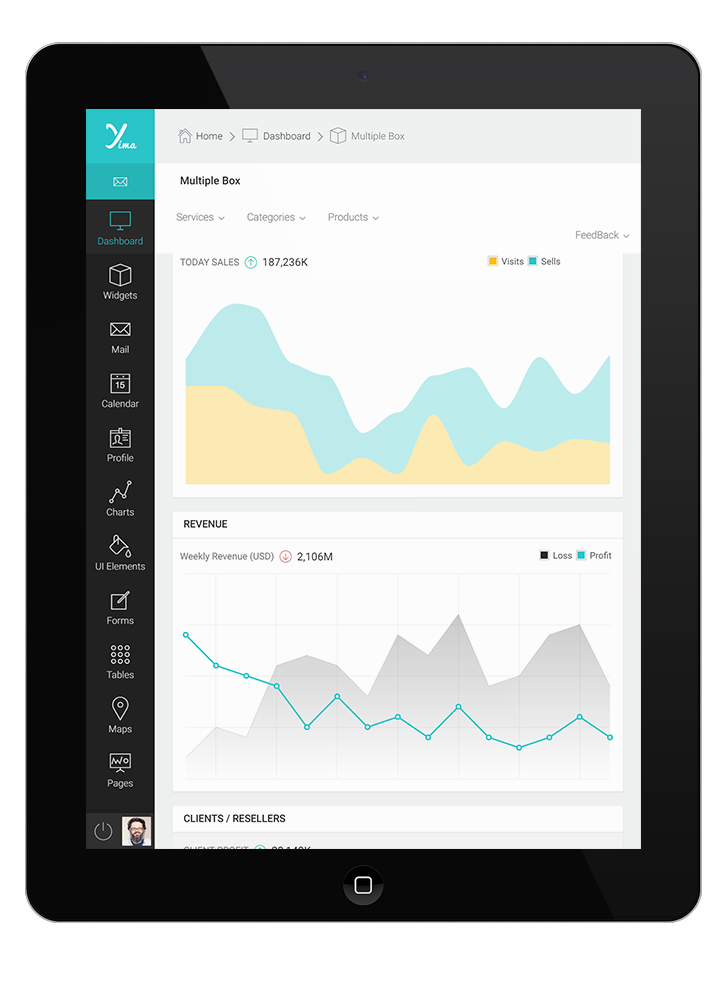 Yima
Home > Dashboard > Multiple Box
Multiple Box
Services Categories Products
FeedBack
Dashboard
Widgets
Mail
15
Calendar
Profile
Charts
UI Elements
Forms
Tables
Maps
Pages
TODAY SALES 187,236K
Visits Sells
REVENUE
Weekly Revenue (USD) 2,106M
Loss Profit
CLIENTS / RESELLERS
CLIENT PROFIT